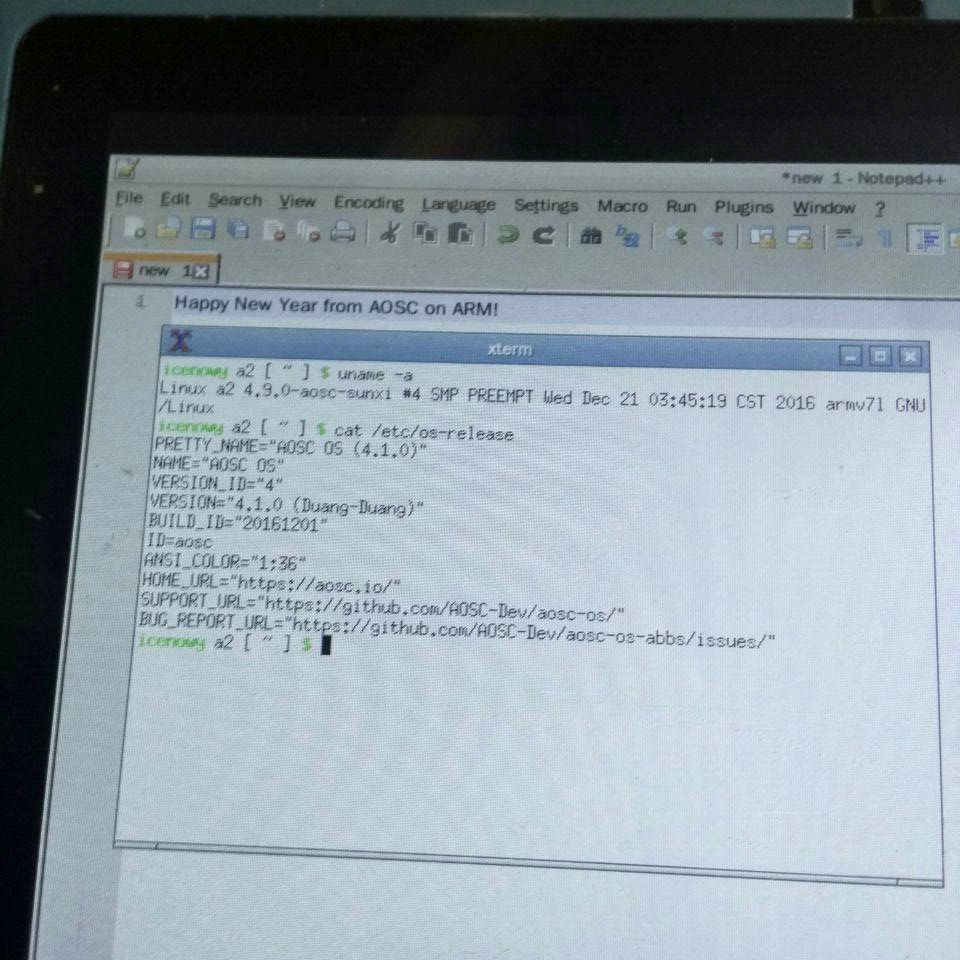 *new 1 - Notepad++
File Edit Search View Encoding Language Settings Macro Run Plugins Window ?
new 1
1 Happy New Year from AOSC on ARM!
xterm
icenowy a2 [ ~ ] $ uname -a
Linux a2 4.9.0-aosc-sunxi #4 SMP PREEMPT Wed Dec 21 03:45:19 CST 2016 armv7l GNU
/Linux
icenowy a2 [ ~ ] $ cat /etc/os-release
PRETTY_NAME="AOSC OS (4.1.0)"
NAME="AOSC OS"
VERSION_ID="4"
VERSION="4.1.0 (Duang-Duang)"
BUILD_ID="20161201"
ID=aosc
ANSI_COLOR="1;36"
HOME_URL="https://aosc.io/"
SUPPORT_URL="https://github.com/AOSC-Dev/aosc-os/"
BUG_REPORT_URL="https://github.com/AOSC-Dev/aosc-os-abbs/issues/"
icenowy a2 [ ~ ] $